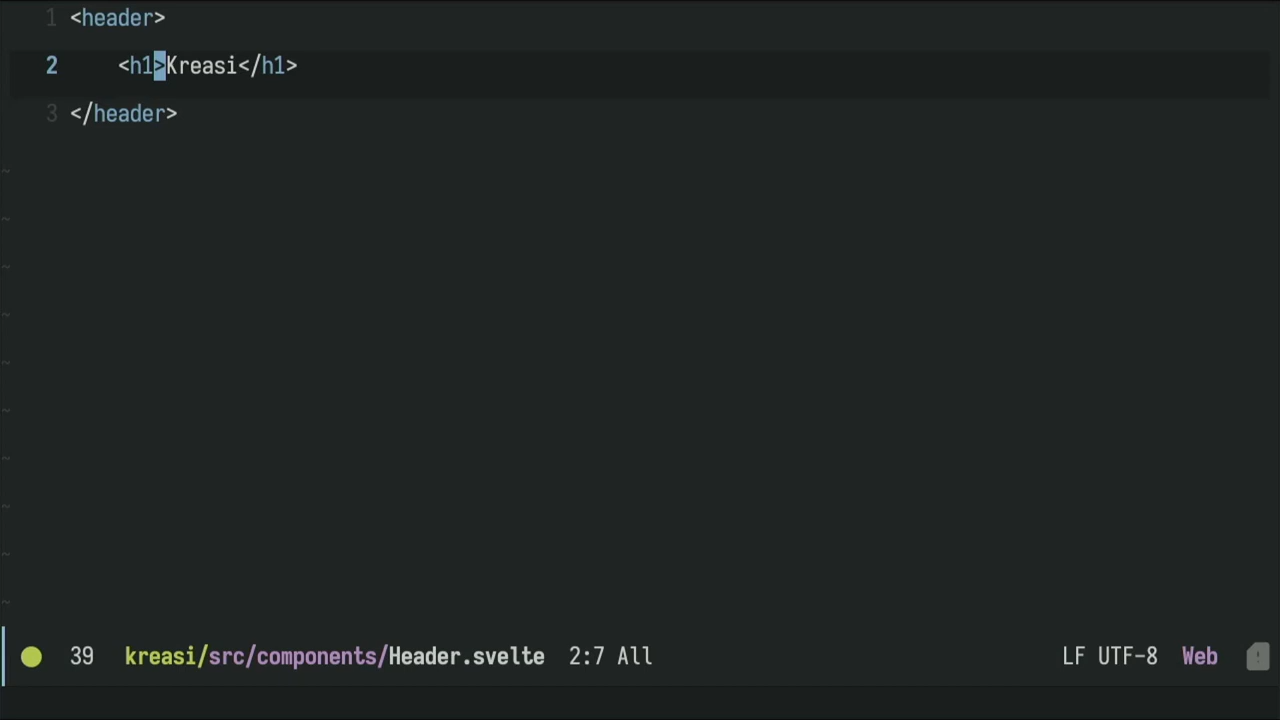 1 <header>
2     <h1>Kreasi</h1>
3 </header>
~
~
~
~
~
~
~
~
~
~
39 kreasi/src/components/Header.svelte 2:7 All LF UTF-8 Web